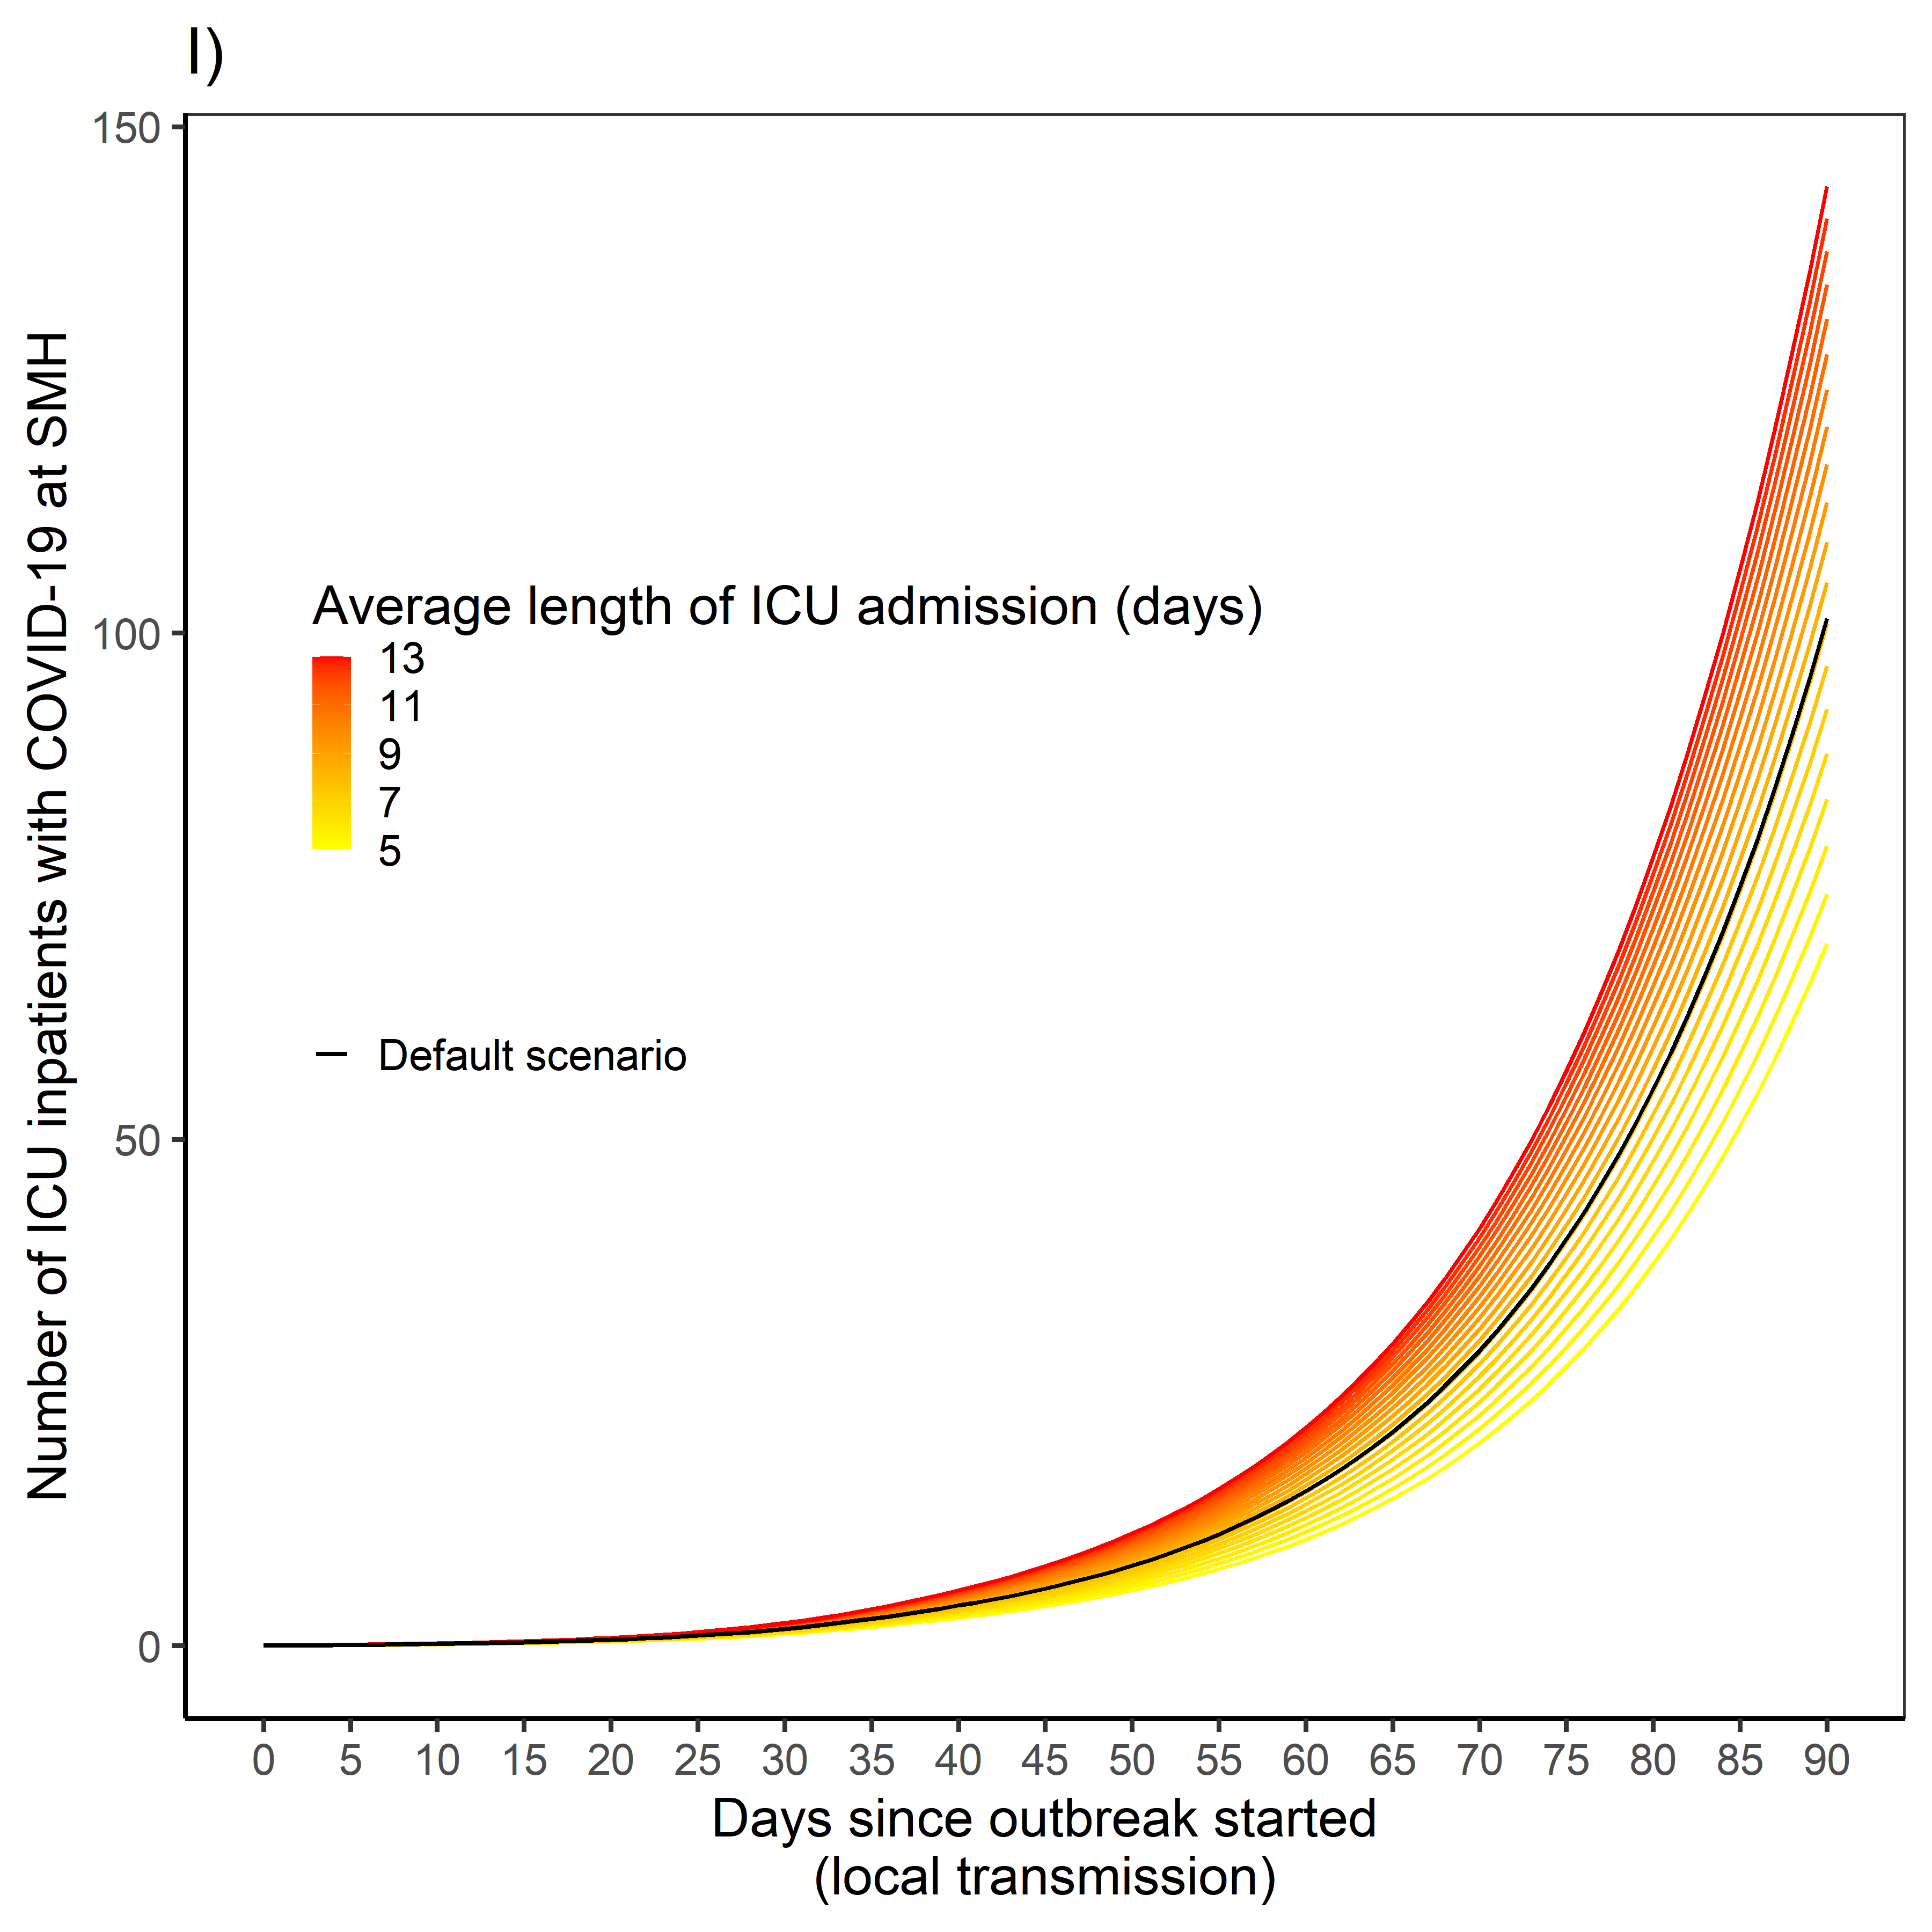 I)
150
100
50
0
Number of ICU inpatients with COVID-19 at SMH
Average length of ICU admission (days)
13
11
9
7
5
Default scenario
0 5 10 15 20 25 30 35 40 45 50 55 60 65 70 75 80 85 90
Days since outbreak started
(local transmission)